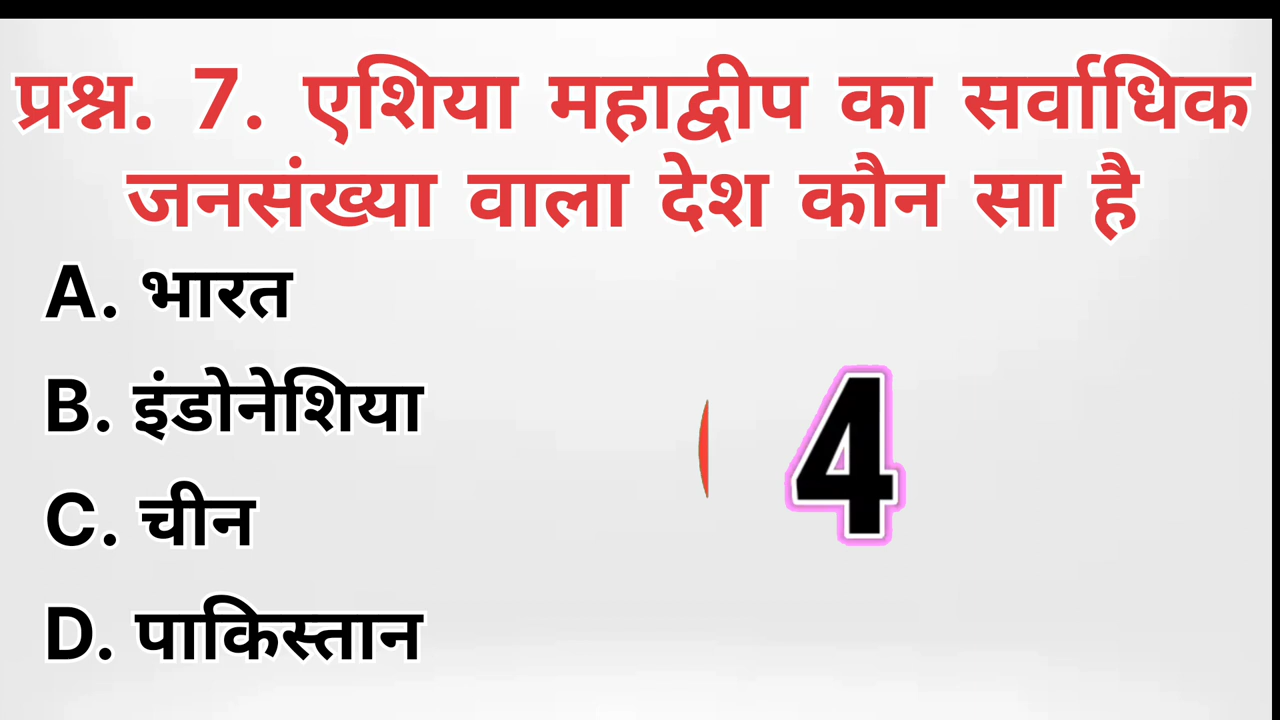 प्रश्न. 7. एशिया महाद्वीप का सर्वाधिक
जनसंख्या वाला देश कौन सा है
A. भारत
B. इंडोनेशिया
C. चीन
D. पाकिस्तान
4